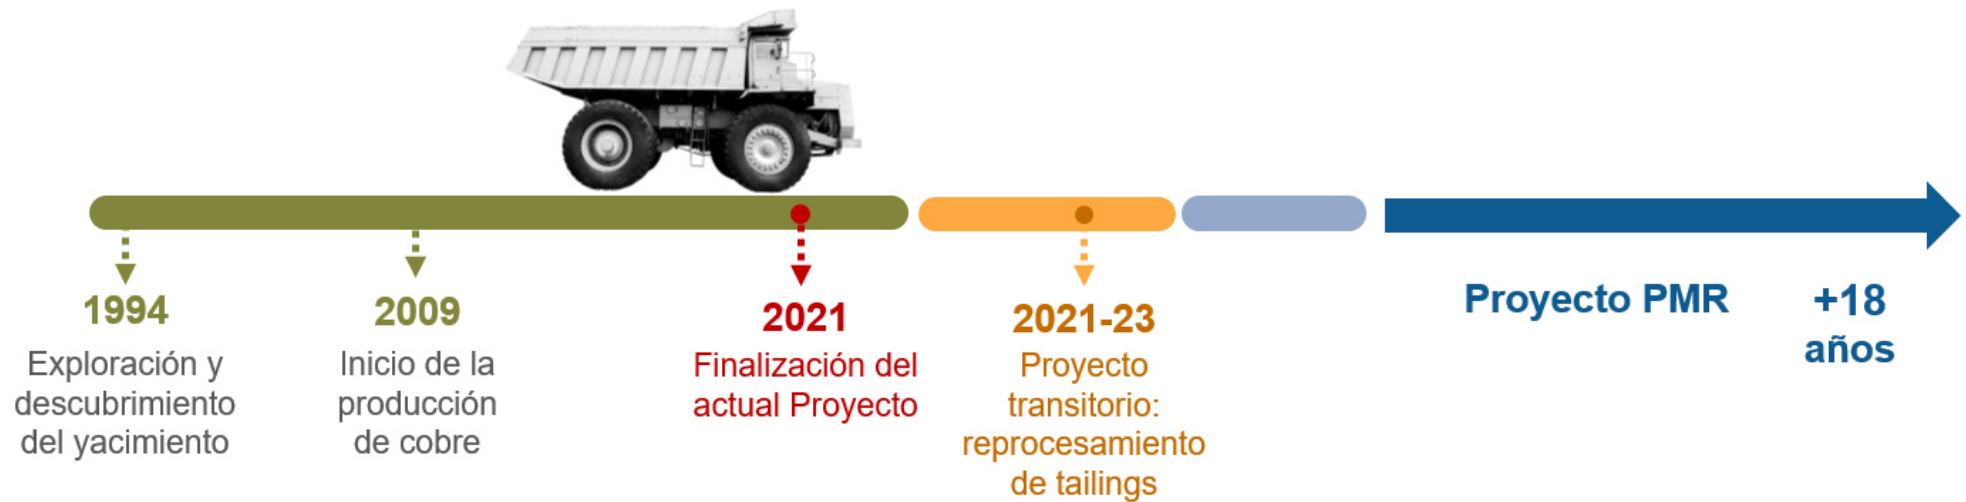 1994
Exploración y
descubrimiento
del yacimiento
2009
Inicio de la
producción
de cobre
2021
Finalización del
actual Proyecto
2021-23
Proyecto
transitorio:
reprocesamiento
de tailings
Proyecto PMR
+18
años